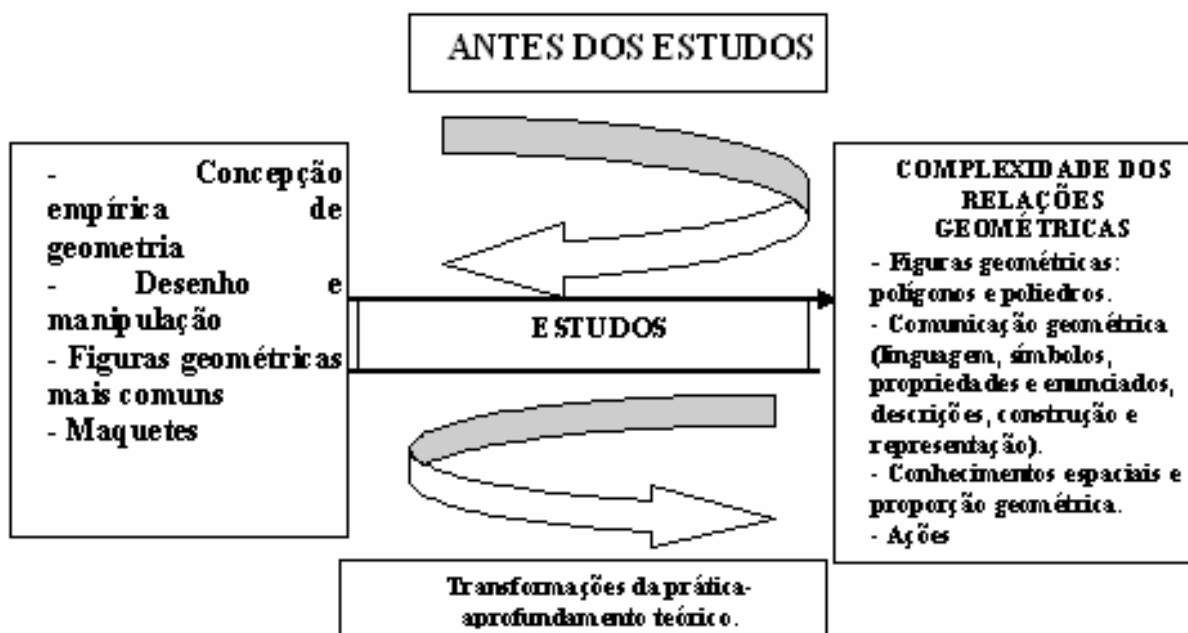 ANTES DOS ESTUDOS
- Concepção
empírica de
geometria
- Desenho e
manipulação
- Figuras geométricas
mais comuns
- Maquetes
ESTUDOS
COMPLEXIDADE DOS
RELAÇÕES
GEOMÉTRICAS
- Figuras geométricas:
polígonos e poliedros.
- Comunicação geométrica
(linguagem, símbolos,
propriedades e enunciados,
descrições, construção e
representação).
- Conhecimentos espaciais e
proporção geométrica.
- Ações
Transformações da prática-
aprofundamento teórico.